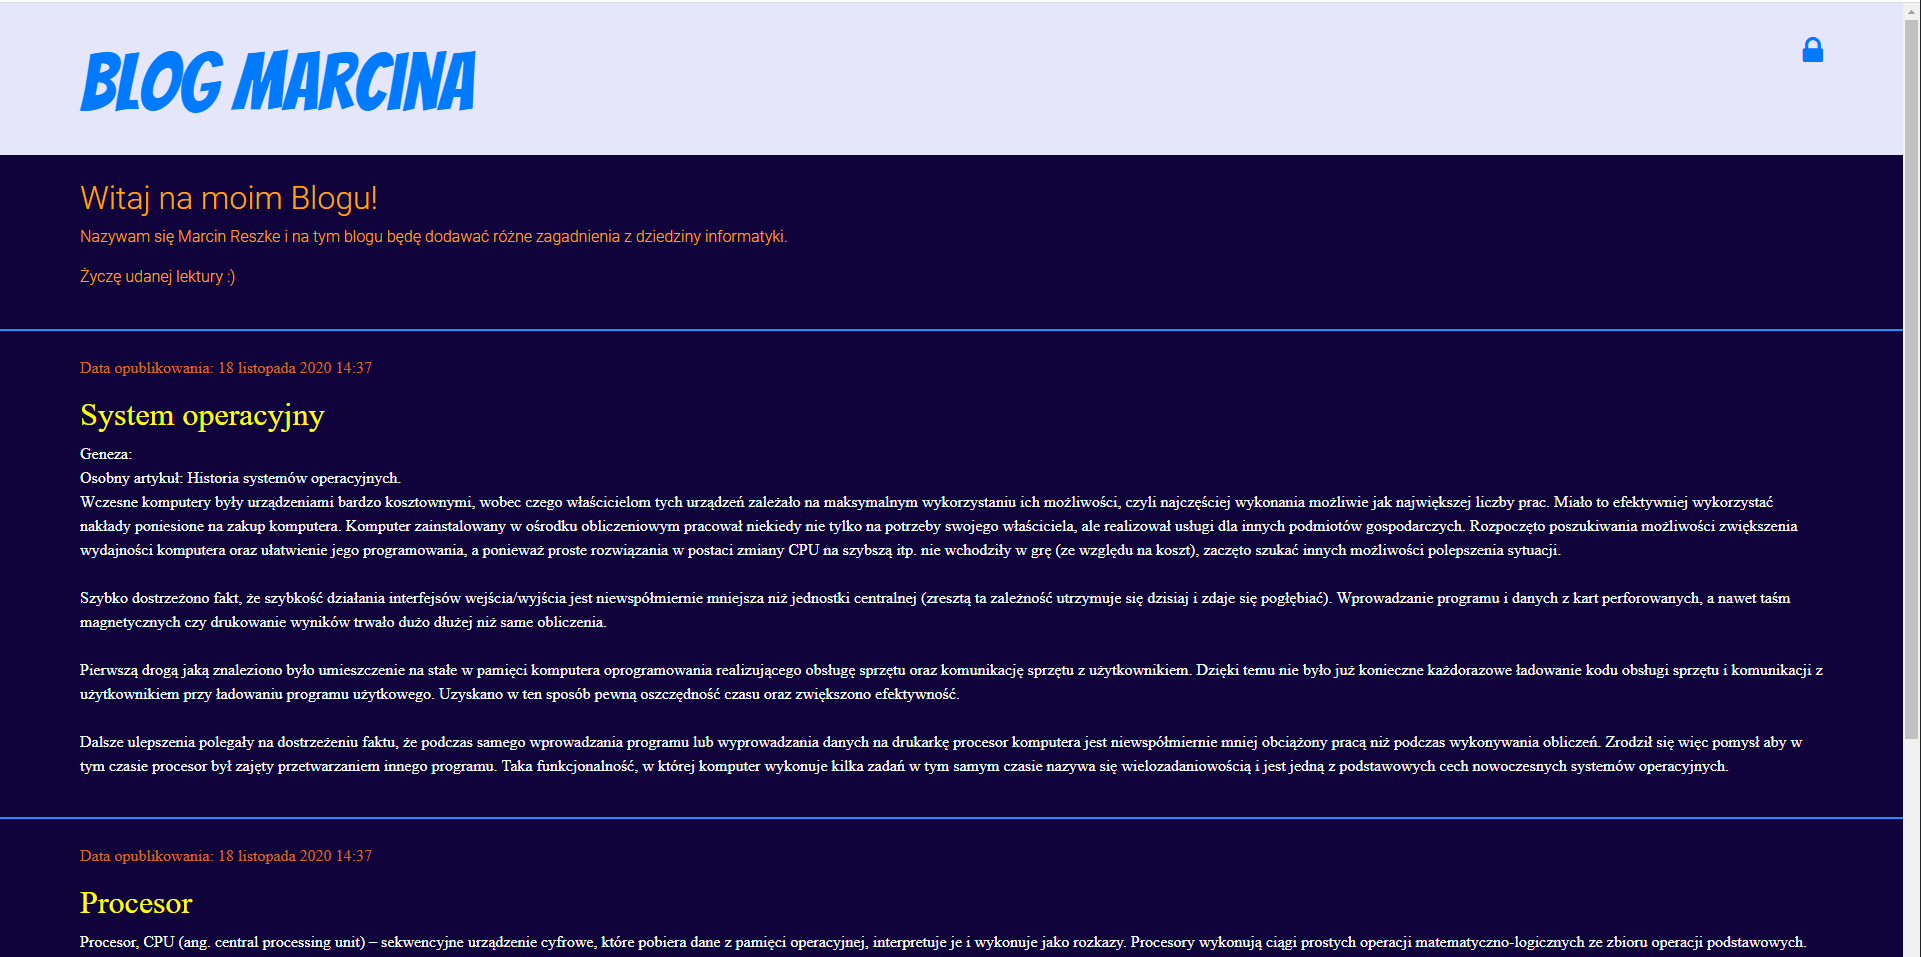 BLOG MARCINA
Witaj na moim Blogu!
Nazywam się Marcin Reszke i na tym blogu będę dodawać różne zagadnienia z dziedziny informatyki.
Życzę udanej lektury :)
Data opublikowania: 18 listopada 2020 14:37
System operacyjny
Geneza:
Osobny artykuł: Historia systemów operacyjnych.
Wczesne komputery były urządzeniami bardzo kosztownymi, wobec czego właścicielom tych urządzeń zależało na maksymalnym wykorzystaniu ich możliwości, czyli najczęściej wykonania możliwie jak największej liczby prac. Miało to efektywniej wykorzystać
nakłady poniesione na zakup komputera. Komputer zainstalowany w ośrodku obliczeniowym pracował niekiedy nie tylko na potrzeby swojego właściciela, ale realizował usługi dla innych podmiotów gospodarczych. Rozpoczęto poszukiwania możliwości zwiększenia
wydajności komputera oraz ułatwienie jego programowania, a ponieważ proste rozwiązania w postaci zmiany CPU na szybszą itp. nie wchodziły w grę (ze względu na koszt), zaczęto szukać innych możliwości polepszenia sytuacji.
Szybko dostrzeżono fakt, że szybkość działania interfejsów wejścia/wyjścia jest niewspółmiernie mniejsza niż jednostki centralnej (zresztą ta zależność utrzymuje się dzisiaj i zdaje się pogłębiać). Wprowadzanie programu i danych z kart perforowanych, a nawet taśm
magnetycznych czy drukowanie wyników trwało dużo dłużej niż same obliczenia.
Pierwszą drogą jaką znaleziono było umieszczenie na stałe w pamięci komputera oprogramowania realizującego obsługę sprzętu oraz komunikację sprzętu z użytkownikiem. Dzięki temu nie było już konieczne każdorazowe ładowanie kodu obsługi sprzętu i komunikacji z
użytkownikiem przy ładowaniu programu użytkowego. Uzyskano w ten sposób pewną oszczędność czasu oraz zwiększono efektywność.
Dalsze ulepszenia polegały na dostrzeżeniu faktu, że podczas samego wprowadzania programu lub wyprowadzania danych na drukarkę procesor komputera jest niewspółmiernie mniej obciążony pracą niż podczas wykonywania obliczeń. Zrodził się więc pomysł aby w
tym czasie procesor był zajęty przetwarzaniem innego programu. Taka funkcjonalność, w której komputer wykonuje kilka zadań w tym samym czasie nazywa się wielozadaniowością i jest jedną z podstawowych cech nowoczesnych systemów operacyjnych.
Data opublikowania: 18 listopada 2020 14:37
Procesor
Procesor, CPU (ang. central processing unit) – sekwencyjne urządzenie cyfrowe, które pobiera dane z pamięci operacyjnej, interpretuje je i wykonuje jako rozkazy. Procesory wykonują ciągi prostych operacji matematyczno-logicznych ze zbioru operacji podstawowych.